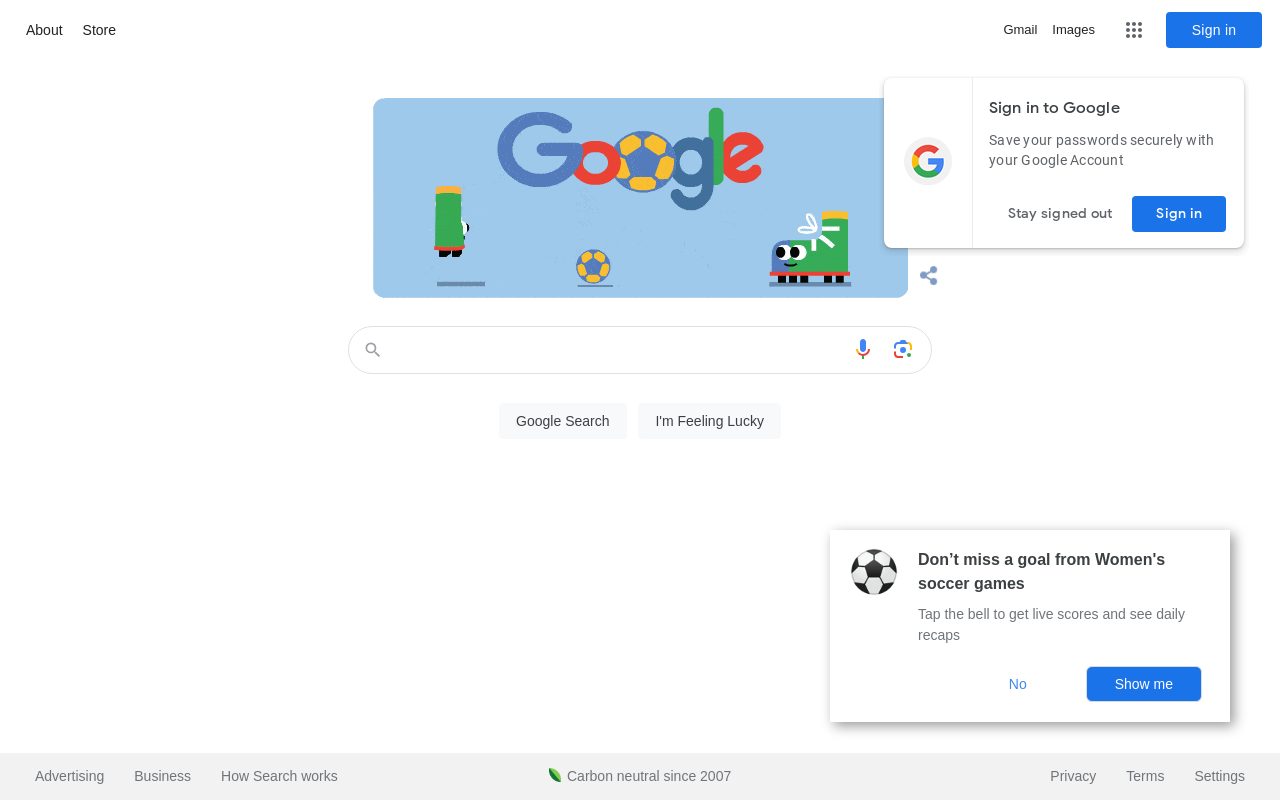 About
Store
Gmail
Images
Sign in
Google
Sign in to Google
Save your passwords securely with
your Google Account
Stay signed out
Sign in
Google Search
I'm Feeling Lucky
Don’t miss a goal from Women's
soccer games
Tap the bell to get live scores and see daily
recaps
No
Show me
Advertising
Business
How Search works
Carbon neutral since 2007
Privacy
Terms
Settings